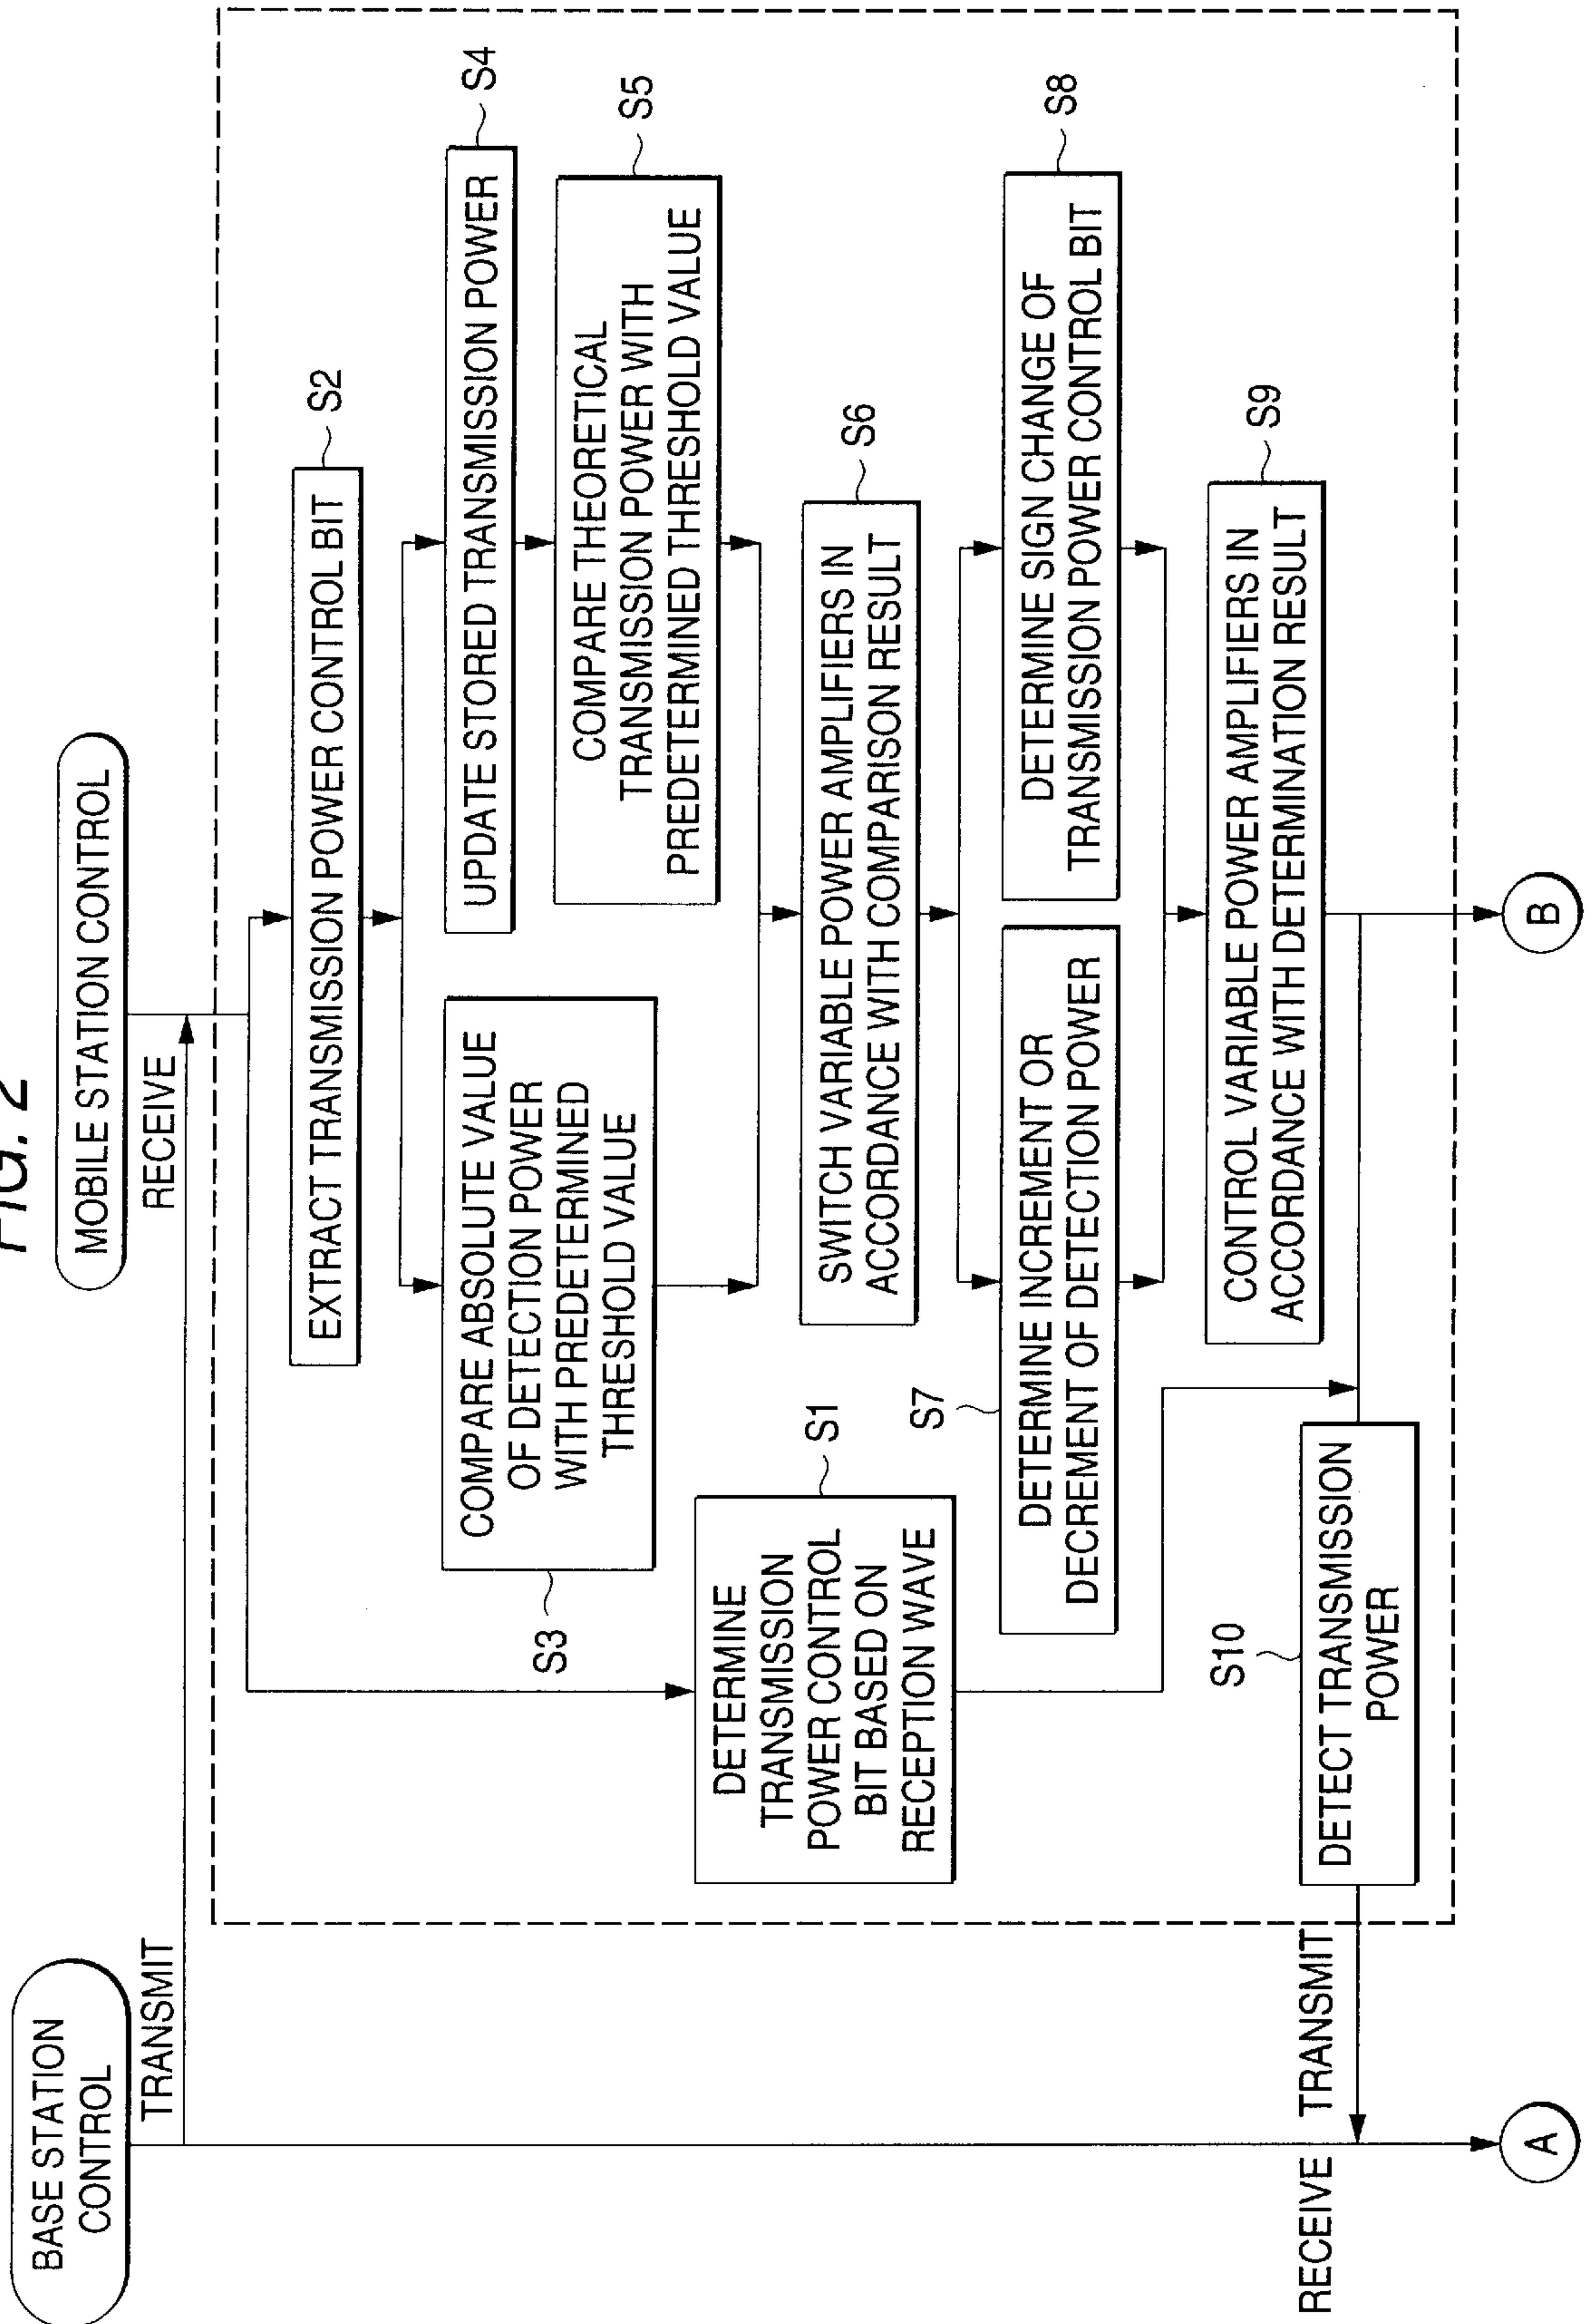 FIG. 2
BASE STATION
CONTROL
MOBILE STATION CONTROL
TRANSMIT
RECEIVE
EXTRACT TRANSMISSION POWER CONTROL BIT
S2
COMPARE ABSOLUTE VALUE
OF DETECTION POWER
WITH PREDETERMINED
THRESHOLD VALUE
S3
UPDATE STORED TRANSMISSION POWER
S4
COMPARE THEORETICAL
TRANSMISSION POWER WITH
PREDETERMINED THRESHOLD VALUE
S5
DETERMINE
TRANSMISSION
POWER CONTROL
BIT BASED ON
RECEPTION WAVE
S1
SWITCH VARIABLE POWER AMPLIFIERS IN
ACCORDANCE WITH COMPARISON RESULT
S6
S7
DETERMINE INCREMENT OR
DECREMENT OF DETECTION POWER
DETERMINE SIGN CHANGE OF
TRANSMISSION POWER CONTROL BIT
S8
CONTROL VARIABLE POWER AMPLIFIERS IN
ACCORDANCE WITH DETERMINATION RESULT
S9
S10
DETECT TRANSMISSION
POWER
RECEIVE
TRANSMIT
A
B